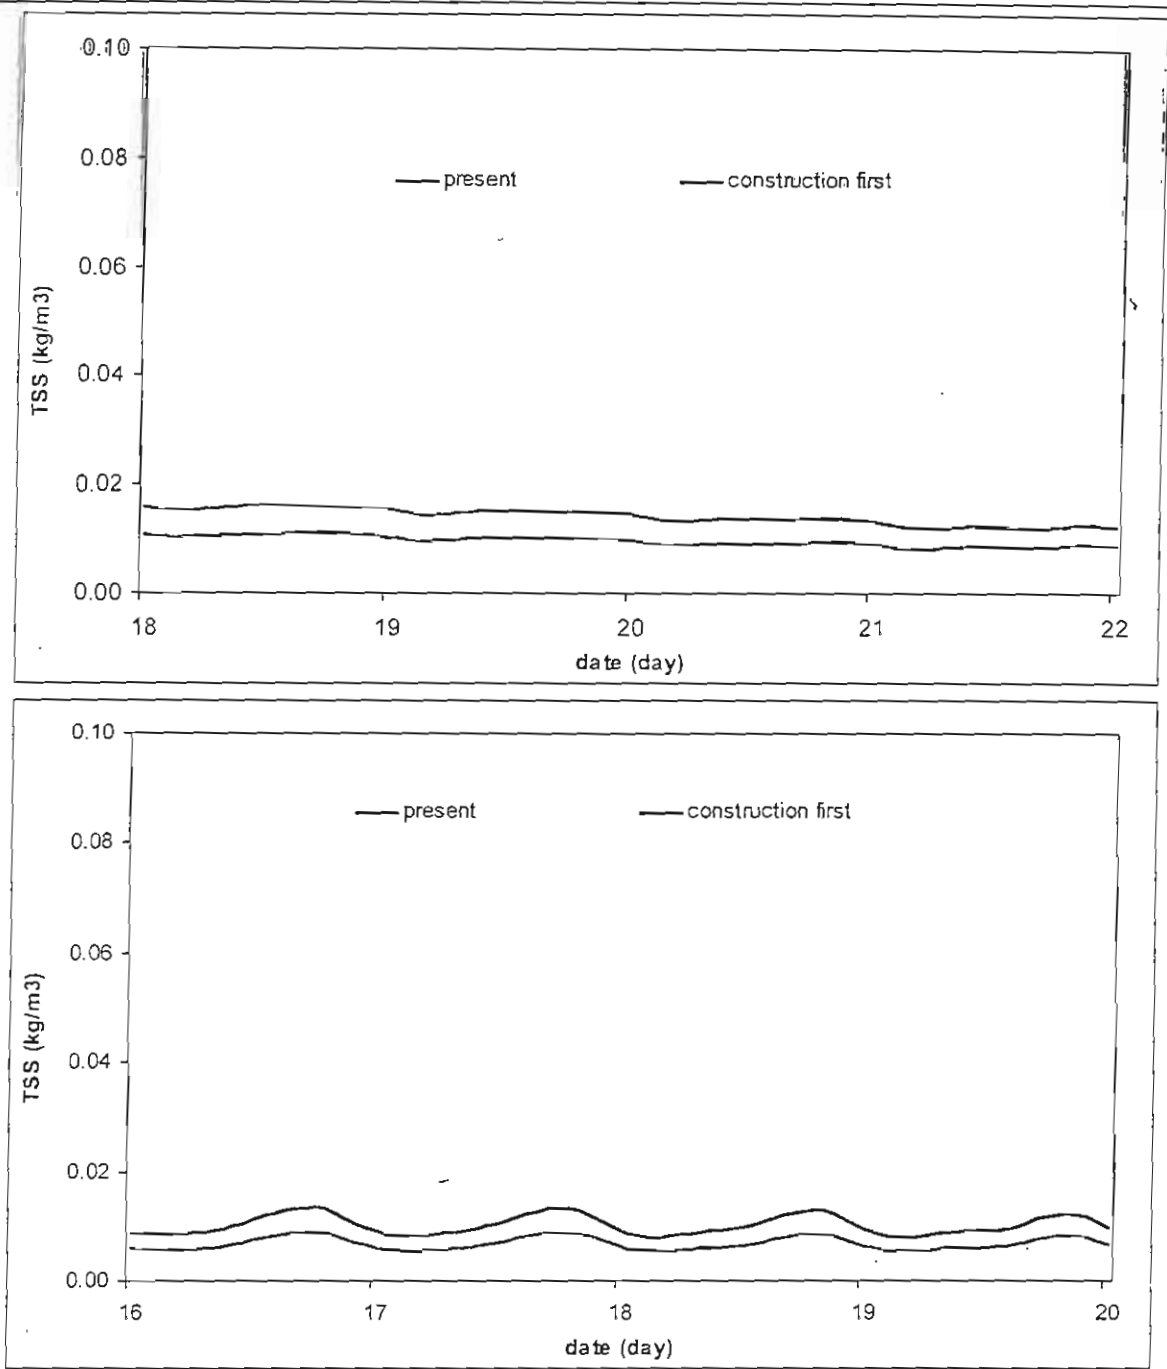 0.10
0.08
present construction first
0.06
TSS (kg/m3)
0.04
0.02
0.00
18 19 20 21 22
date (day)
0.10
present construction first
0.08
0.06
TSS (kg/m3)
0.04
0.02
0.00
16 17 18 19 20
date (day)